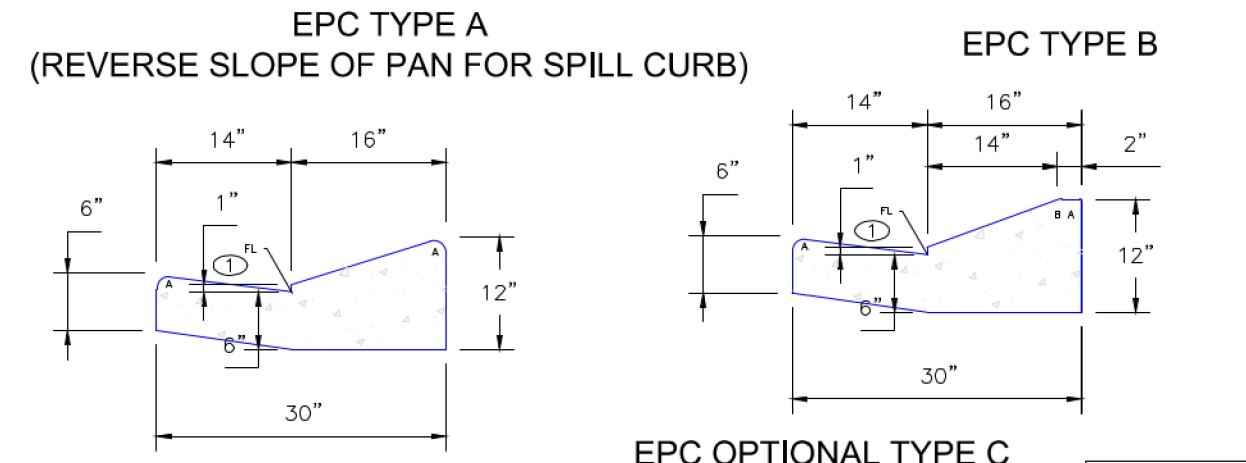 EPC TYPE A
(REVERSE SLOPE OF PAN FOR SPILL CURB)
14” 16”
6” 1”
FL
1
A A
12”
6”
30”
EPC TYPE B
14” 16”
14” 2”
6” 1”
FL
1
B A
A
12”
6”
30”
EPC OPTIONAL TYPE C